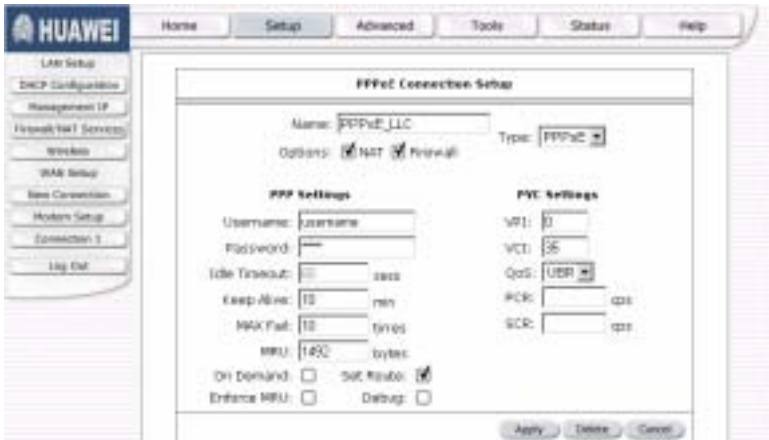 HUAWEI
Home Setup Advanced Tools Status Help
LAN Setup
DHCP Configuration
Management IP
Firewall/NAT Services
Wireless
WAN Setup
New Connection
Modem Setup
Connection 1
Log Out
PPPoE Connection Setup
Name: PPPoE_LLC
Type: PPPoE
Options: NAT Firewall
PPP Settings
Username: username
Password: ****
Idle Timeout: secs
Keep Alive: 10 min
MAX Fail: 10 times
MRU: 1492 bytes
On Demand: Set Route:
Enforce MRU: Debug:
PVC Settings
VPI: 0
VCI: 35
QoS: UBR
PCR: cps
SCR: cps
Apply Delete Cancel